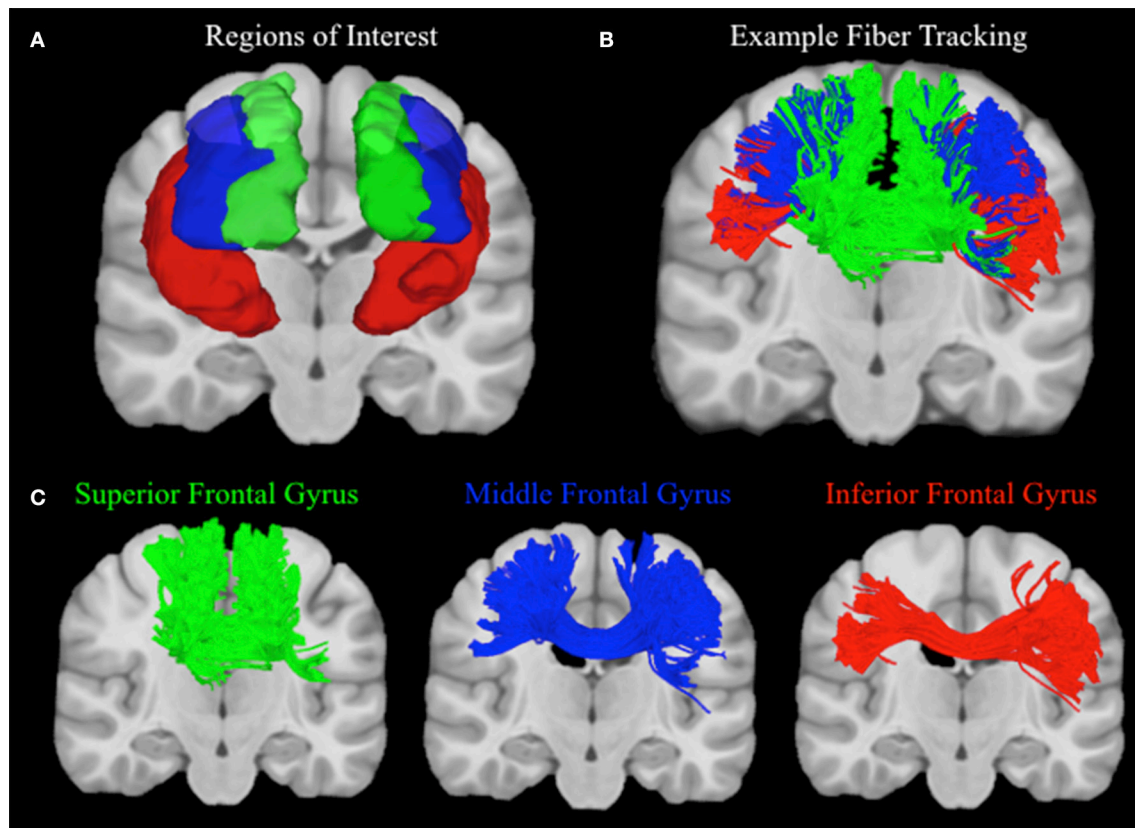 A
Regions of Interest
B
Example Fiber Tracking
C
Superior Frontal Gyrus
Middle Frontal Gyrus
Inferior Frontal Gyrus